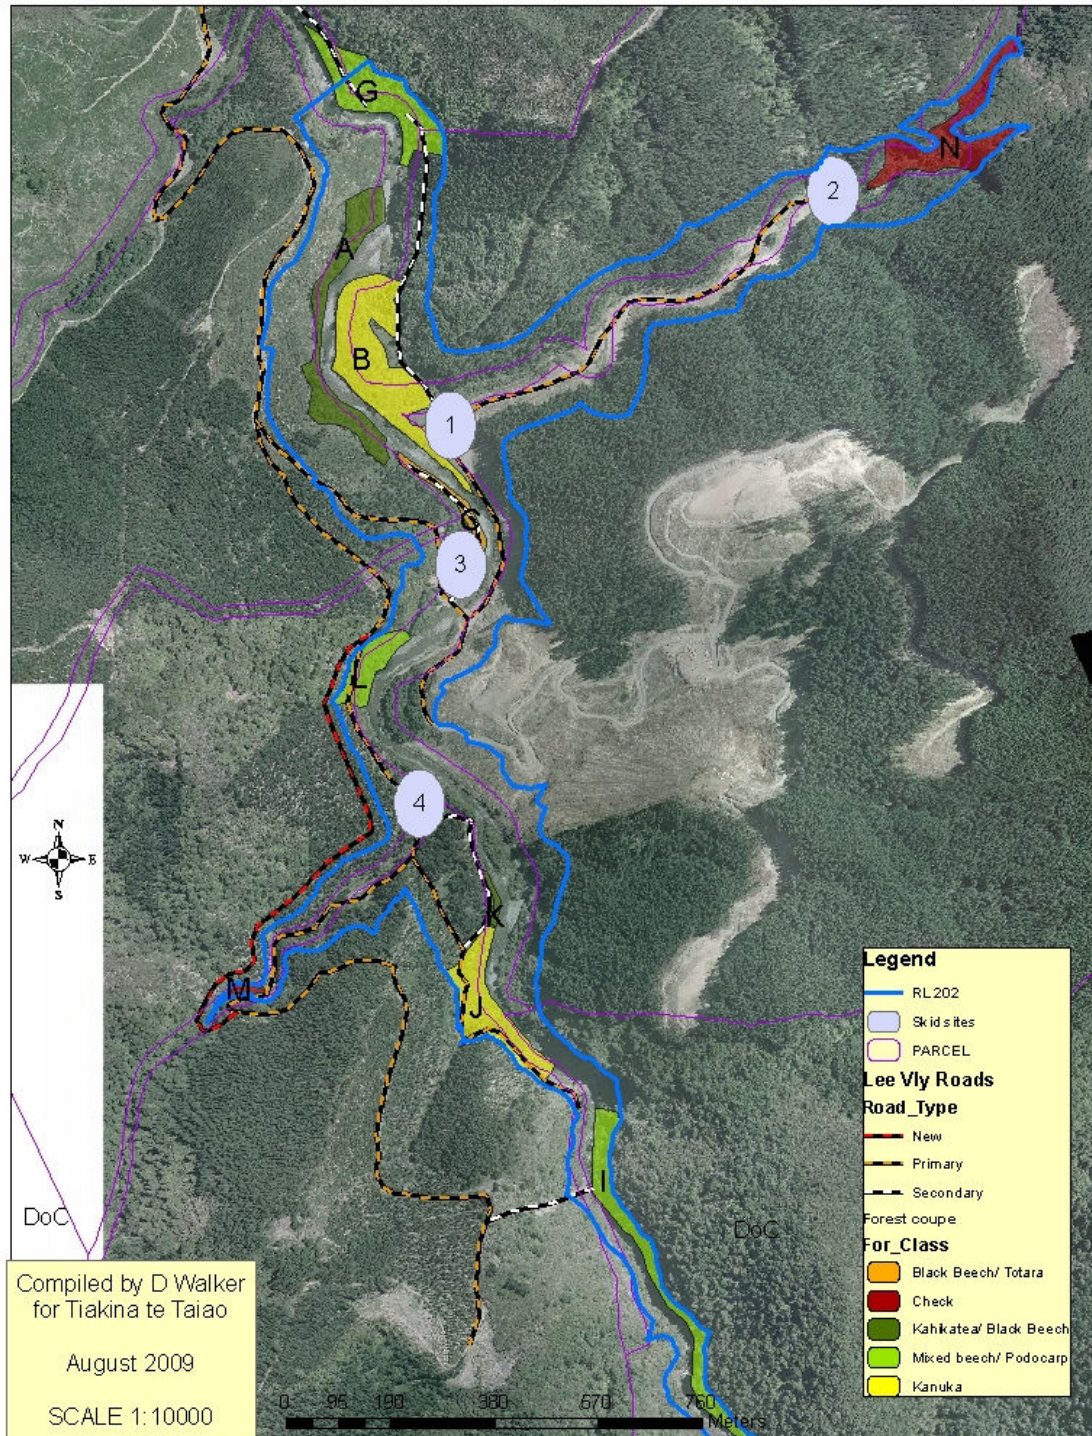 G
N
2
A
B
1
C
3
L
4
N
W E
S
K
M
J
I
DoC
DoC
Legend
RL202
Skid sites
PARCEL
Lee Vly Roads
Road_Type
New
Primary
Secondary
Forest coupe
For_Class
Black Beech/ Totara
Check
Kahikatea/ Black Beech
Mixed beech/ Podocarp
Kanuka
Compiled by D Walker
for Tiakina te Taiao
August 2009
SCALE 1:10000
0 95 190 380 570 760
Meters